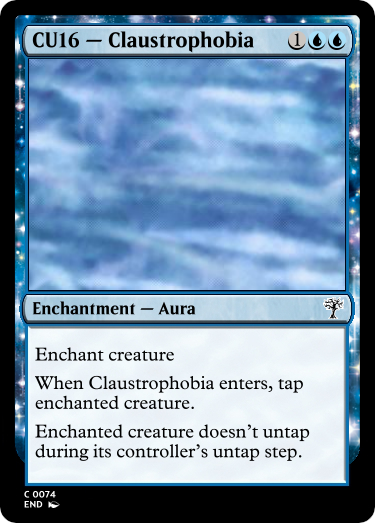 CU16 — Claustrophobia 1
Enchantment — Aura
Enchant creature
When Claustrophobia enters, tap
enchanted creature.
Enchanted creature doesn't untap
during its controller's untap step.
C 0074
END